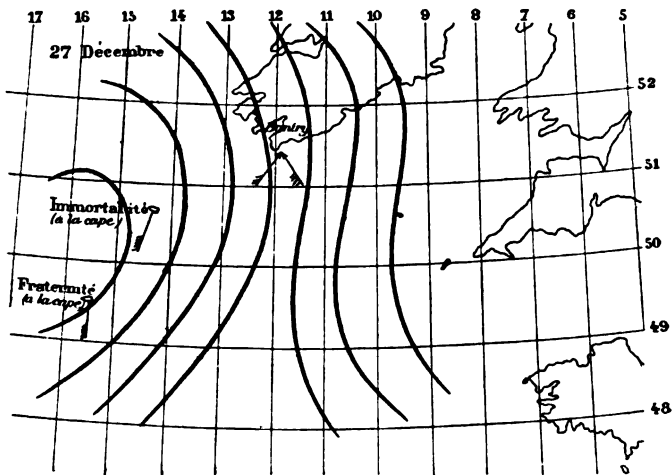 17 16 15 14 13 12 11 10 9 8 7 6 5
27 Décembre
52
Bantry
51
Immortalité
(à la cape)
50
Fraternité
(à la cape)
49
48